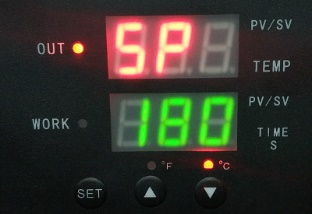 PV/SV
OUT SP
TEMP
PV/SV
WORK 180
TIME
S
°F °C
SET